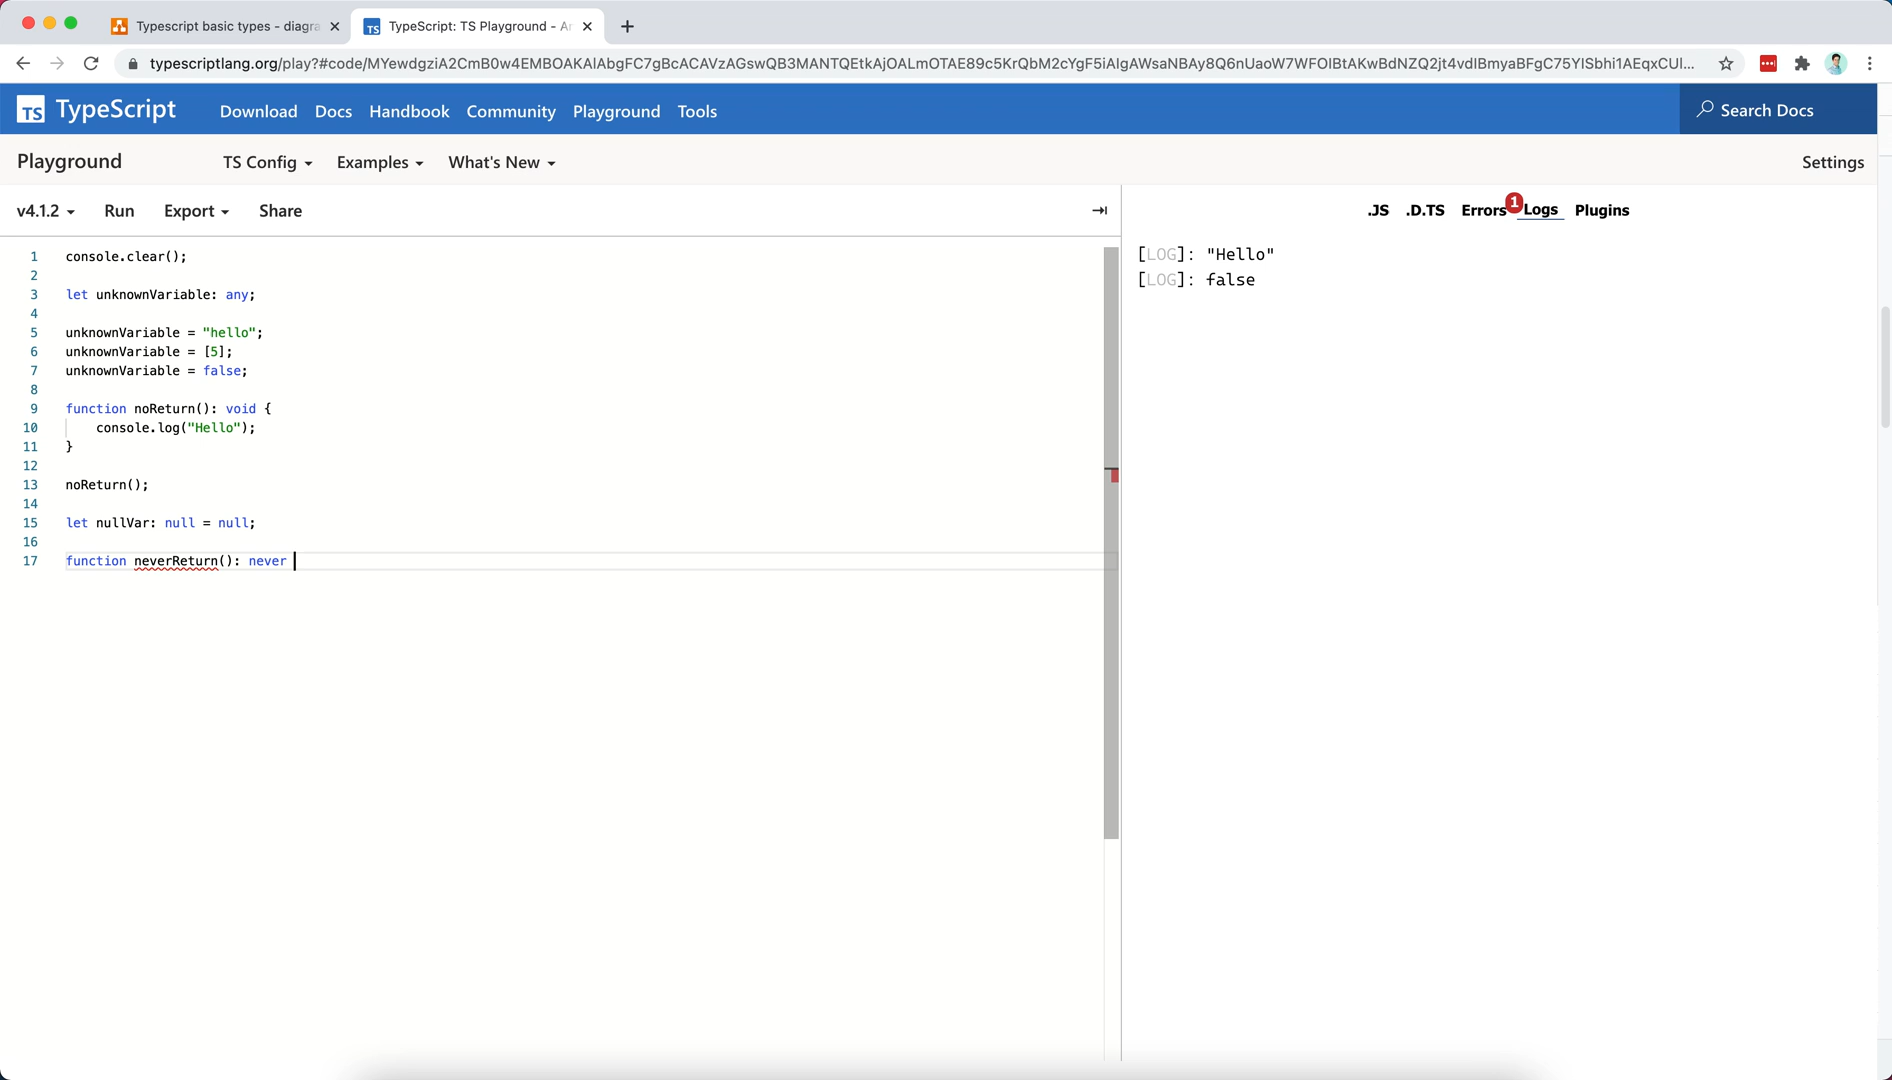 Typescript basic types - diagra
TypeScript: TS Playground - Ar
typescriptlang.org/play?#code/MYewdgziA2CmB0w4EMBOAKAlAbgFC7gBcACAVzAGswQB3MANTQEtkAjOALmOTAE89c5KrQbM2cYgF5iAIgAWsaNBAy8Q6nUaoW7WFOIBtAKwBdNZQ2jt4vdIBmyaBFgC75YISbhi1AEqxCUI...
TS TypeScript
Download Docs Handbook Community Playground Tools
Search Docs
Playground
TS Config Examples What's New
Settings
v4.1.2 Run Export Share
.JS .D.TS Errors 1 Logs Plugins
1 console.clear();
2
3 let unknownVariable: any;
4
5 unknownVariable = "hello";
6 unknownVariable = [5];
7 unknownVariable = false;
8
9 function noReturn(): void {
10 console.log("Hello");
11 }
12
13 noReturn();
14
15 let nullVar: null = null;
16
17 function neverReturn(): never
[LOG]: "Hello"
[LOG]: false